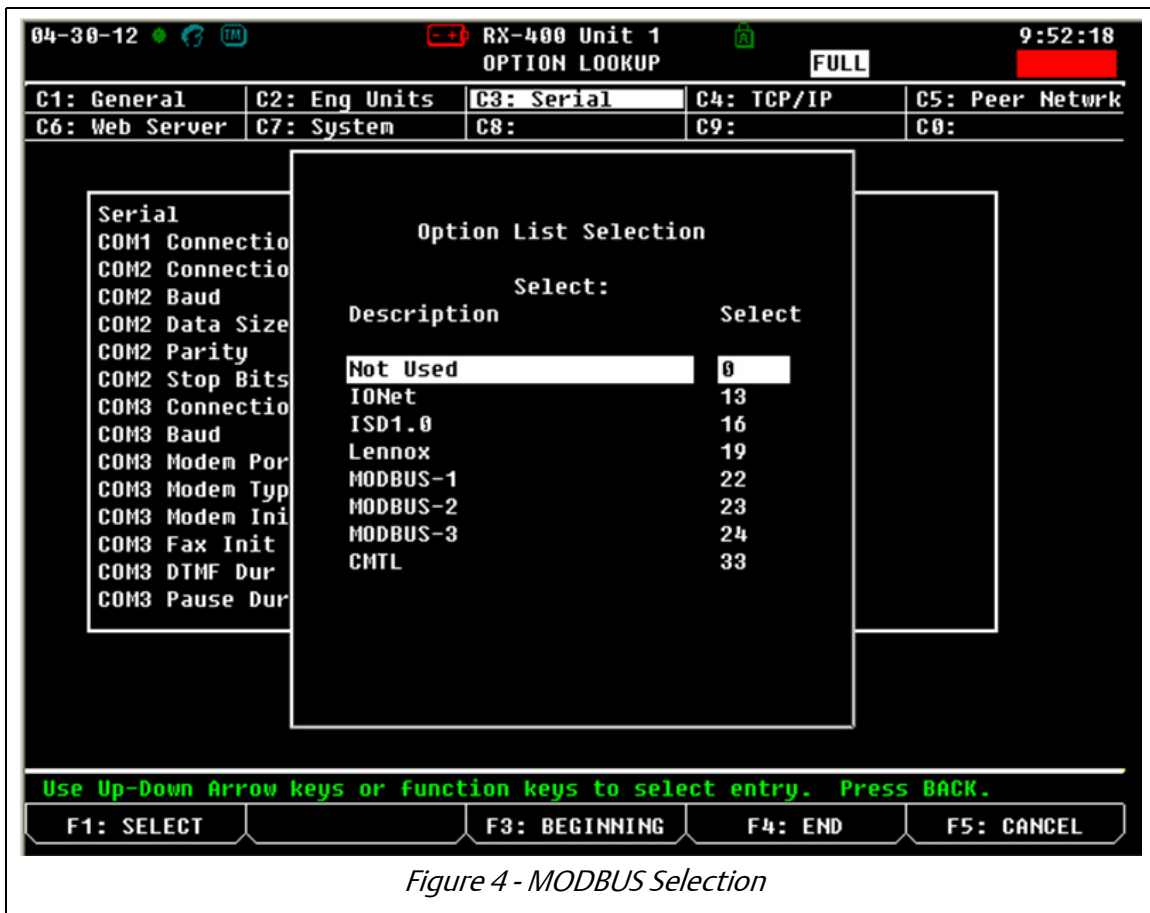 04-30-12 TM - + RX-400 Unit 1 A 9:52:18
OPTION LOOKUP FULL
C1: General C2: Eng Units C3: Serial C4: TCP/IP C5: Peer Netwrk
C6: Web Server C7: System C8: C9: C0:
Serial
COM1 Connectio
COM2 Connectio
COM2 Baud
COM2 Data Size
COM2 Parity
COM2 Stop Bits
COM3 Connectio
COM3 Baud
COM3 Modem Por
COM3 Modem Typ
COM3 Modem Ini
COM3 Fax Init
COM3 DTMF Dur
COM3 Pause Dur
Option List Selection
Select:
Description Select
Not Used 0
IONet 13
ISD1.0 16
Lennox 19
MODBUS-1 22
MODBUS-2 23
MODBUS-3 24
CMTL 33
Use Up-Down Arrow keys or function keys to select entry. Press BACK.
F1: SELECT F3: BEGINNING F4: END F5: CANCEL
Figure 4 - MODBUS Selection